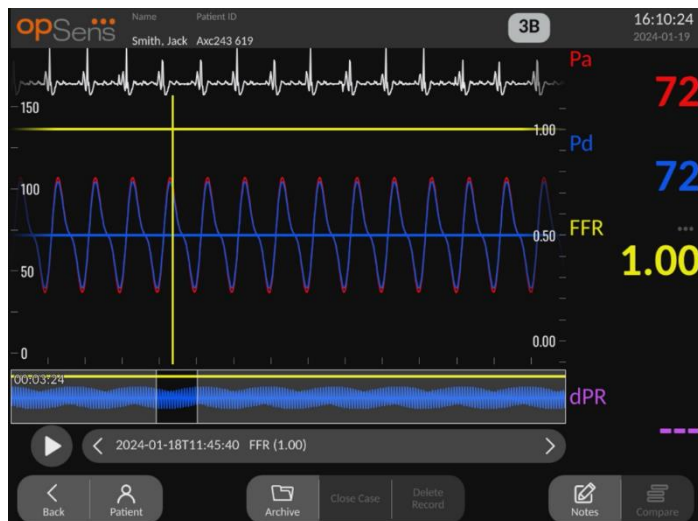 opSens
Name
Patient ID
Smith, Jack
Axc243 619
3B
16:10:24
2024-01-19
Pa
72
150
1.00
Pd
72
100
FFR
1.00
0.50
50
0.00
0
00:03:24
dPR
---
2024-01-18T11:45:40 FFR (1.00)
Back
Patient
Archive
Close Case
Delete
Record
Notes
Compare